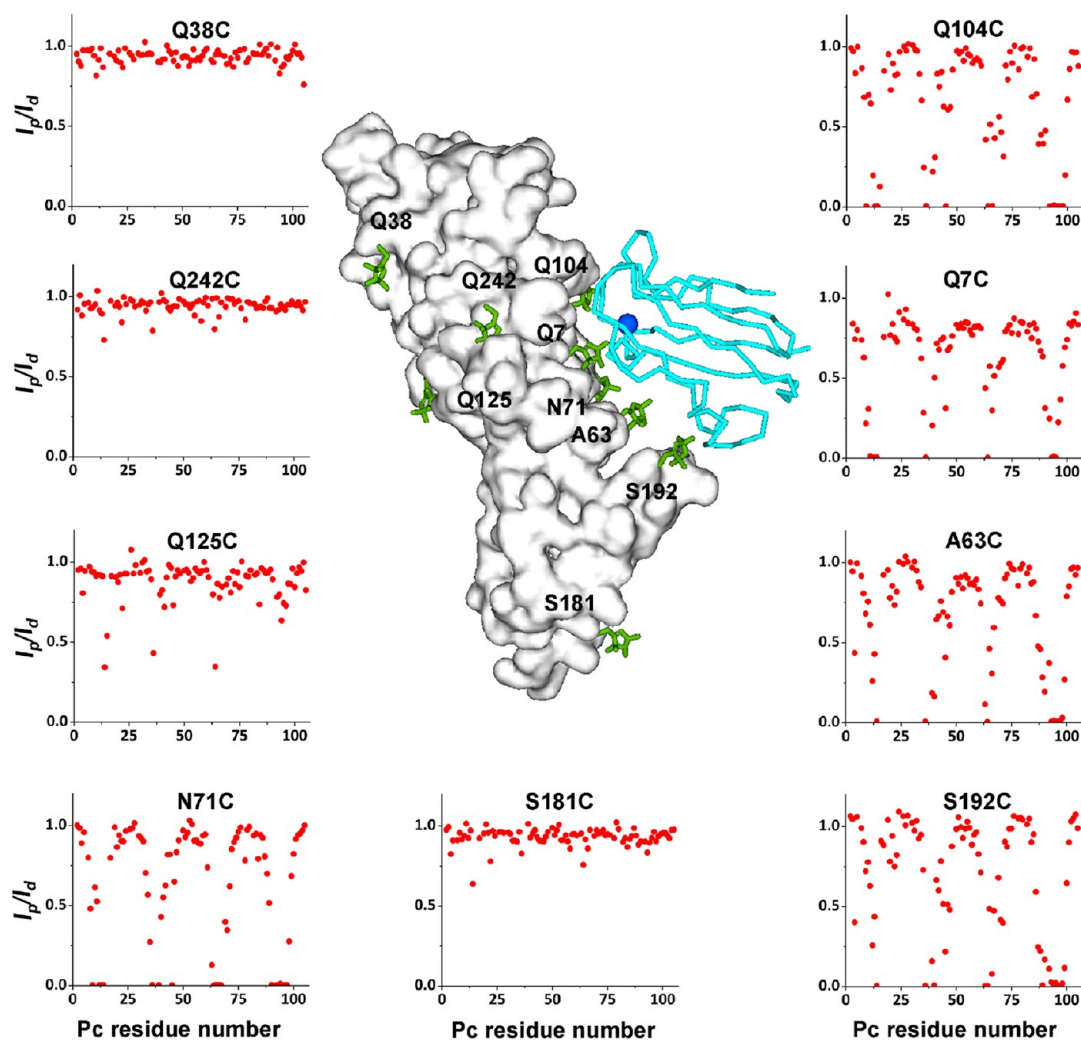 Q38C
Ip/Id
1.0
0.5
0.0
0 25 50 75 100
Q104C
1.0
0.5
0.0
0 25 50 75 100
Q38
Q242
Q104
Q7
Q125
N71
A63
S192
S181
Q242C
Ip/Id
1.0
0.5
0.0
0 25 50 75 100
Q7C
1.0
0.5
0.0
0 25 50 75 100
Q125C
Ip/Id
1.0
0.5
0.0
0 25 50 75 100
A63C
1.0
0.5
0.0
0 25 50 75 100
N71C
Ip/Id
1.0
0.5
0.0
0 25 50 75 100
Pc residue number
S181C
1.0
0.5
0.0
0 25 50 75 100
Pc residue number
S192C
1.0
0.5
0.0
0 25 50 75 100
Pc residue number